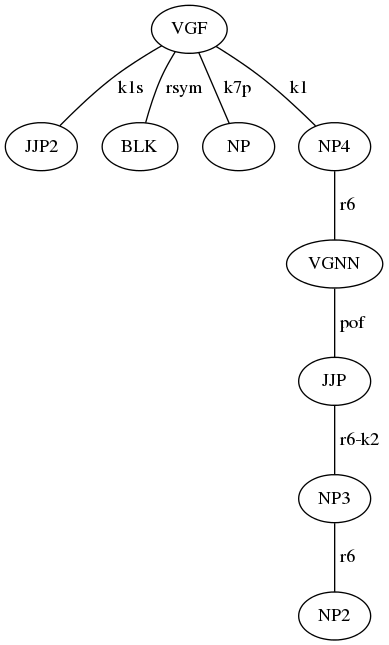 VGF
k1s
rsym
k7p
k1
JJP2
BLK
NP
NP4
r6
VGNN
pof
JJP
r6-k2
NP3
r6
NP2